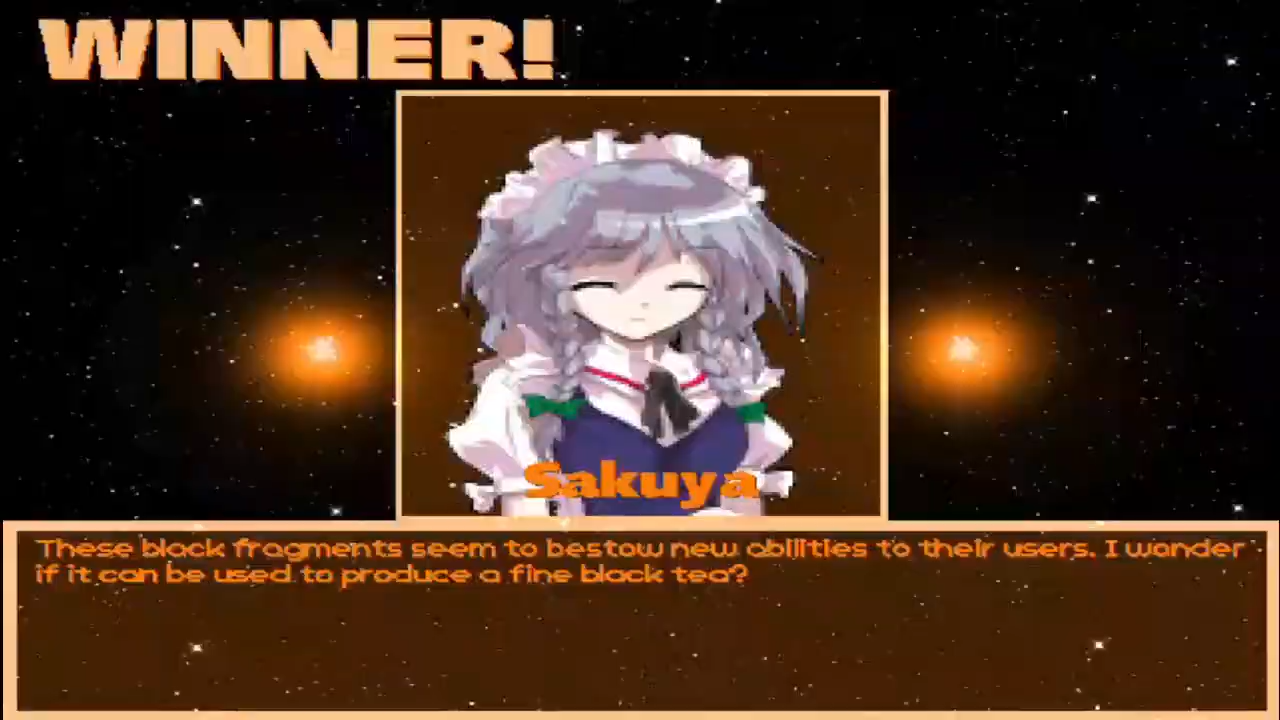 WINNER!
Sakuya
These black fragments seem to bestow new abilities to their users. I wonder
if it can be used to produce a fine black tea?